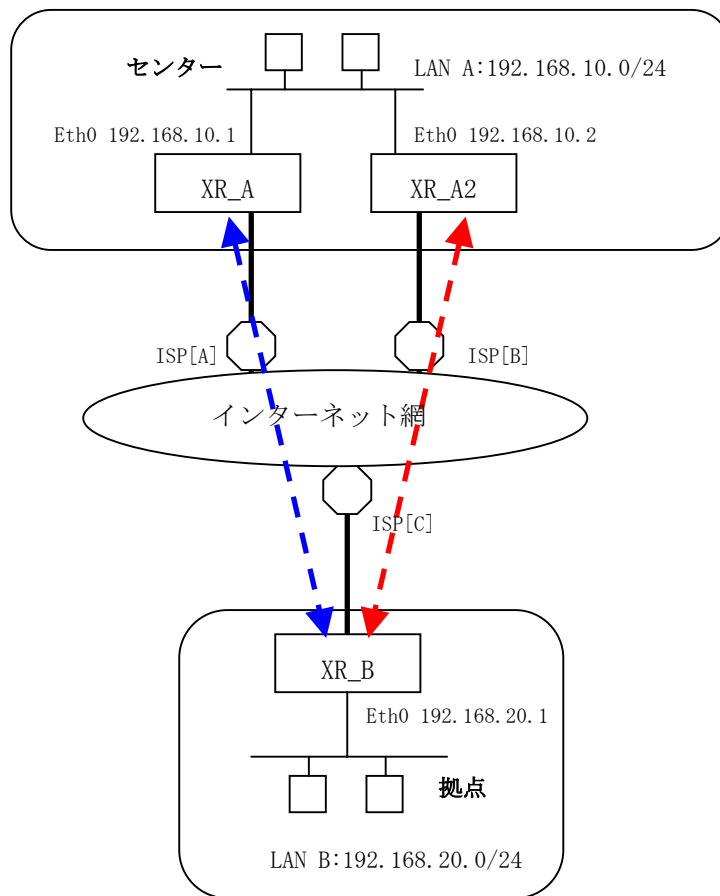 センター
LAN A:192.168.10.0/24
Eth0 192.168.10.1
Eth0 192.168.10.2
XR_A
XR_A2
ISP[A]
ISP[B]
インターネット網
ISP[C]
XR_B
Eth0 192.168.20.1
拠点
LAN B:192.168.20.0/24